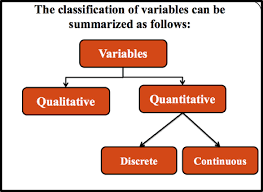 The classification of variables can be
summarized as follows:
Variables
Qualitative
Quantitative
Discrete
Continuous